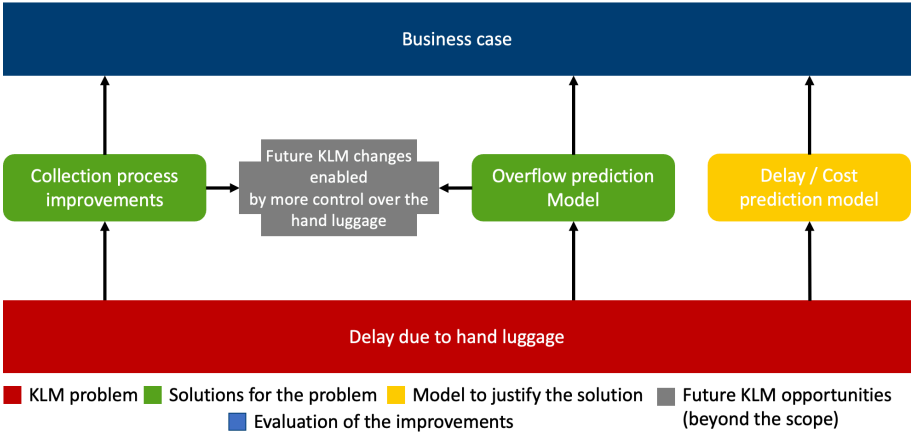 Business case
Collection process
improvements
Future KLM changes
enabled
by more control over the
hand luggage
Overflow prediction
Model
Delay / Cost
prediction model
Delay due to hand luggage
KLM problem
Solutions for the problem
Model to justify the solution
Future KLM opportunities
(beyond the scope)
Evaluation of the improvements